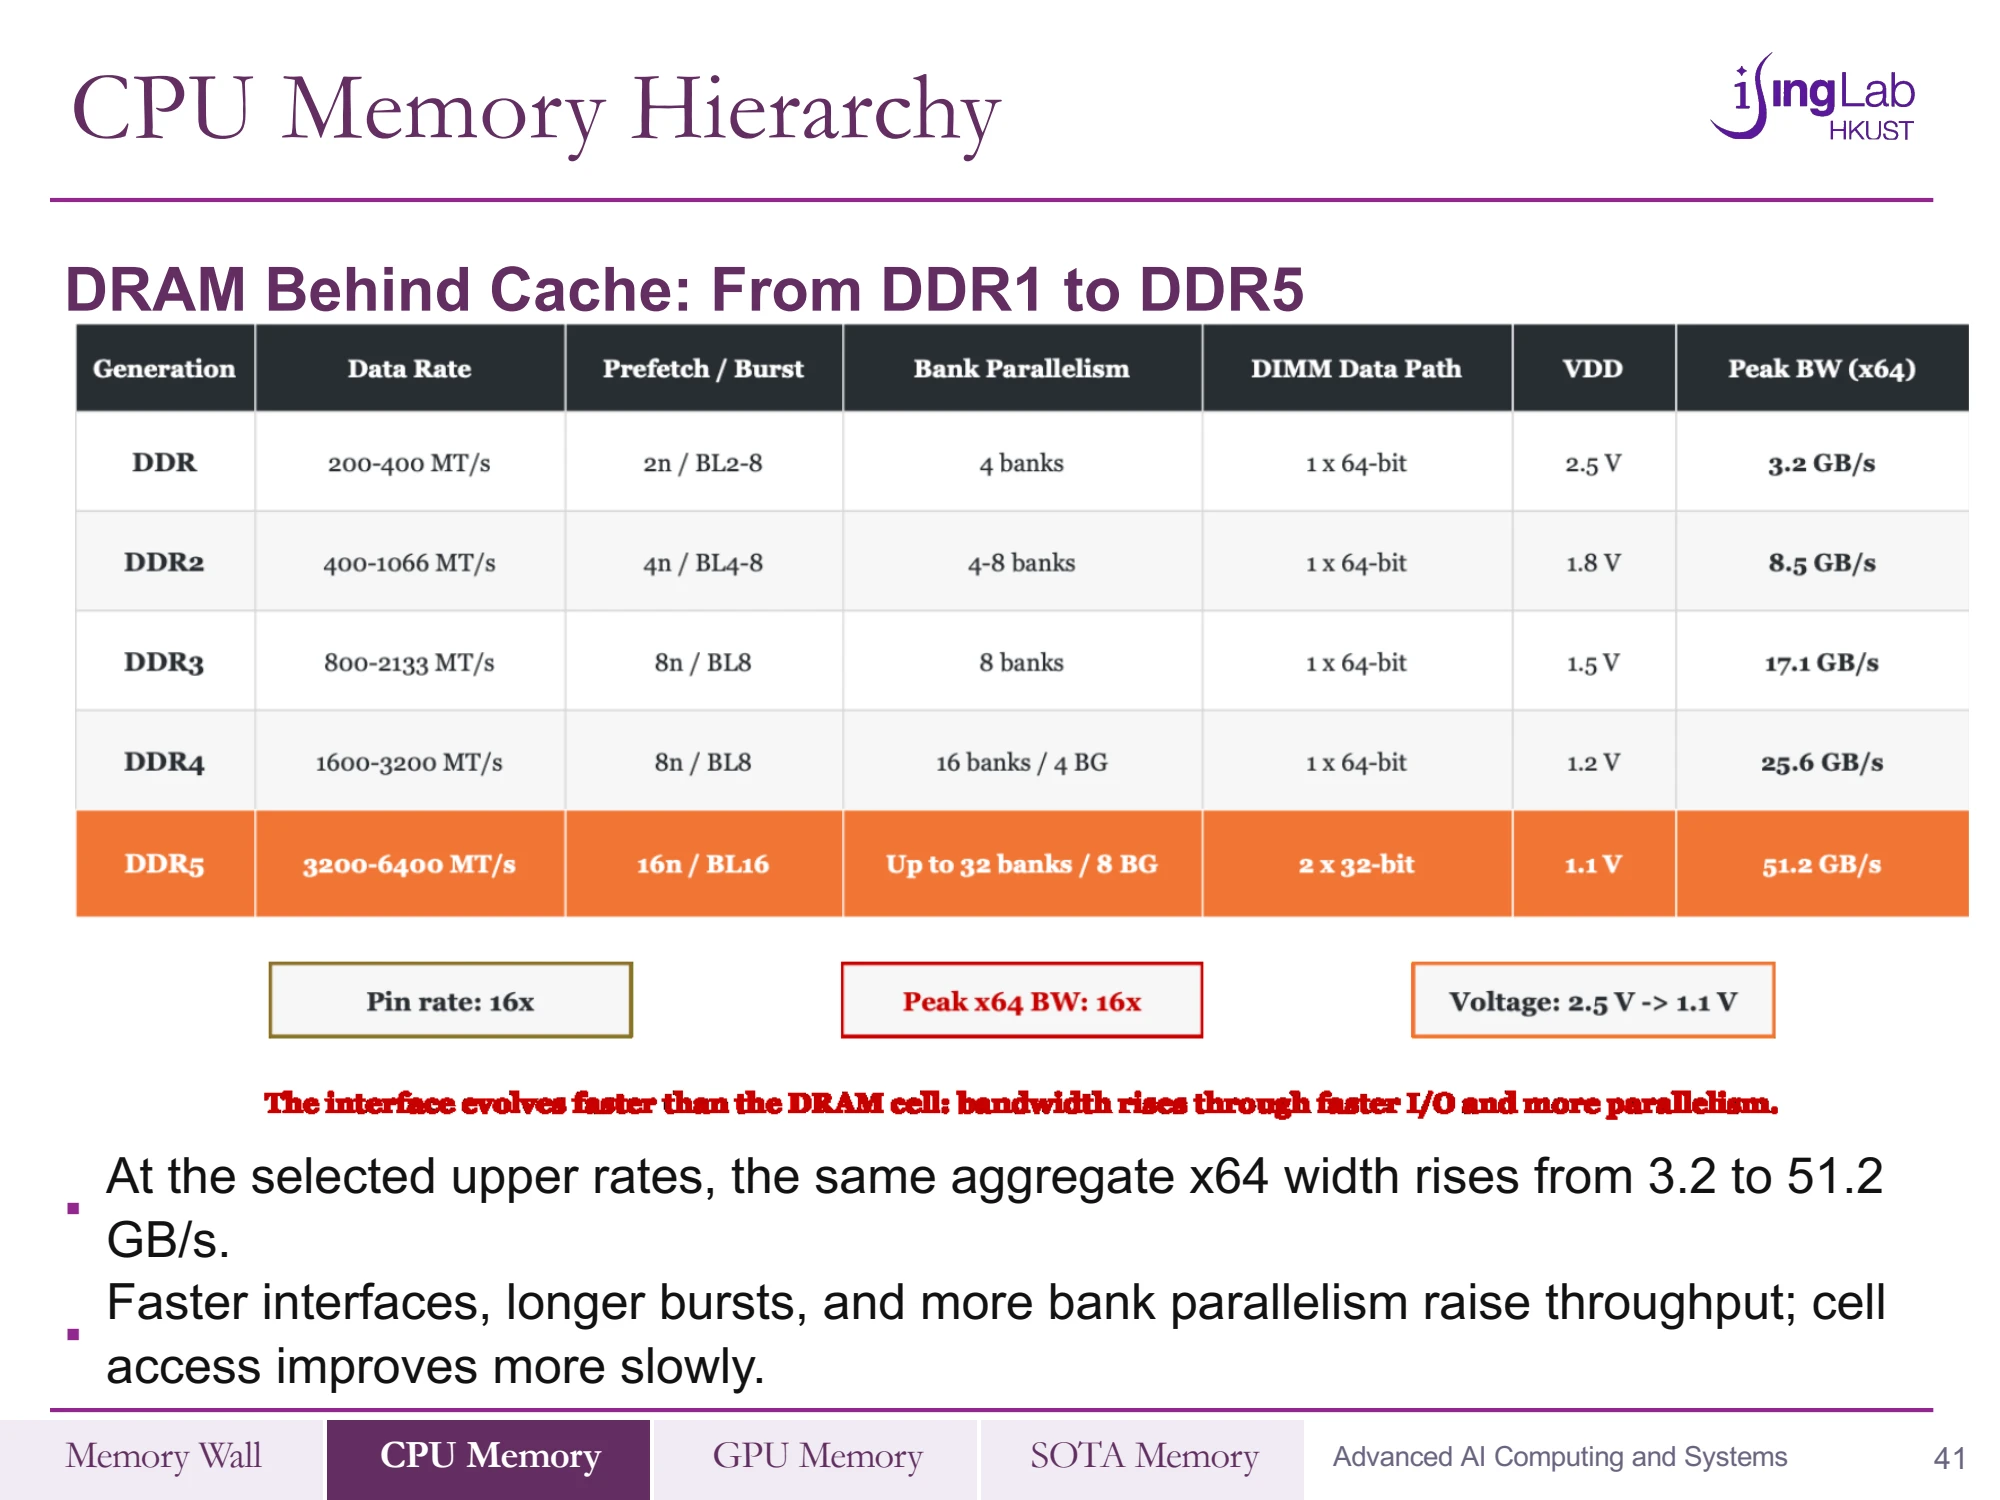 CPU Memory Hierarchy
isingLab
HKUST
DRAM Behind Cache: From DDR1 to DDR5
Generation Data Rate Prefetch / Burst Bank Parallelism DIMM Data Path VDD Peak BW (x64)
DDR 200-400 MT/s 2n / BL2-8 4 banks 1 x 64-bit 2.5 V 3.2 GB/s
DDR2 400-1066 MT/s 4n / BL4-8 4-8 banks 1 x 64-bit 1.8 V 8.5 GB/s
DDR3 800-2133 MT/s 8n / BL8 8 banks 1 x 64-bit 1.5 V 17.1 GB/s
DDR4 1600-3200 MT/s 8n / BL8 16 banks / 4 BG 1 x 64-bit 1.2 V 25.6 GB/s
DDR5 3200-6400 MT/s 16n / BL16 Up to 32 banks / 8 BG 2 x 32-bit 1.1 V 51.2 GB/s
Pin rate: 16x Peak x64 BW: 16x Voltage: 2.5 V -> 1.1 V
The interface evolves faster than the DRAM cell: bandwidth rises through faster I/O and more parallelism.
▪ At the selected upper rates, the same aggregate x64 width rises from 3.2 to 51.2
GB/s.
▪ Faster interfaces, longer bursts, and more bank parallelism raise throughput; cell
access improves more slowly.
Memory Wall CPU Memory GPU Memory SOTA Memory Advanced AI Computing and Systems 41